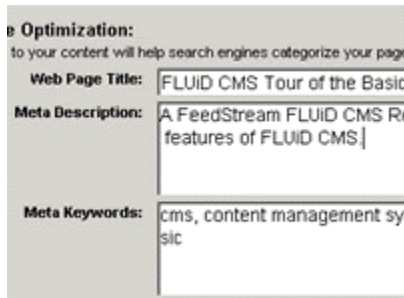 e Optimization:
to your content will help search engines categorize your page
Web Page Title: FLUiD CMS Tour of the Basic
Meta Description: A FeedStream FLUiD CMS Re
features of FLUiD CMS.
Meta Keywords: cms, content management sy
sic